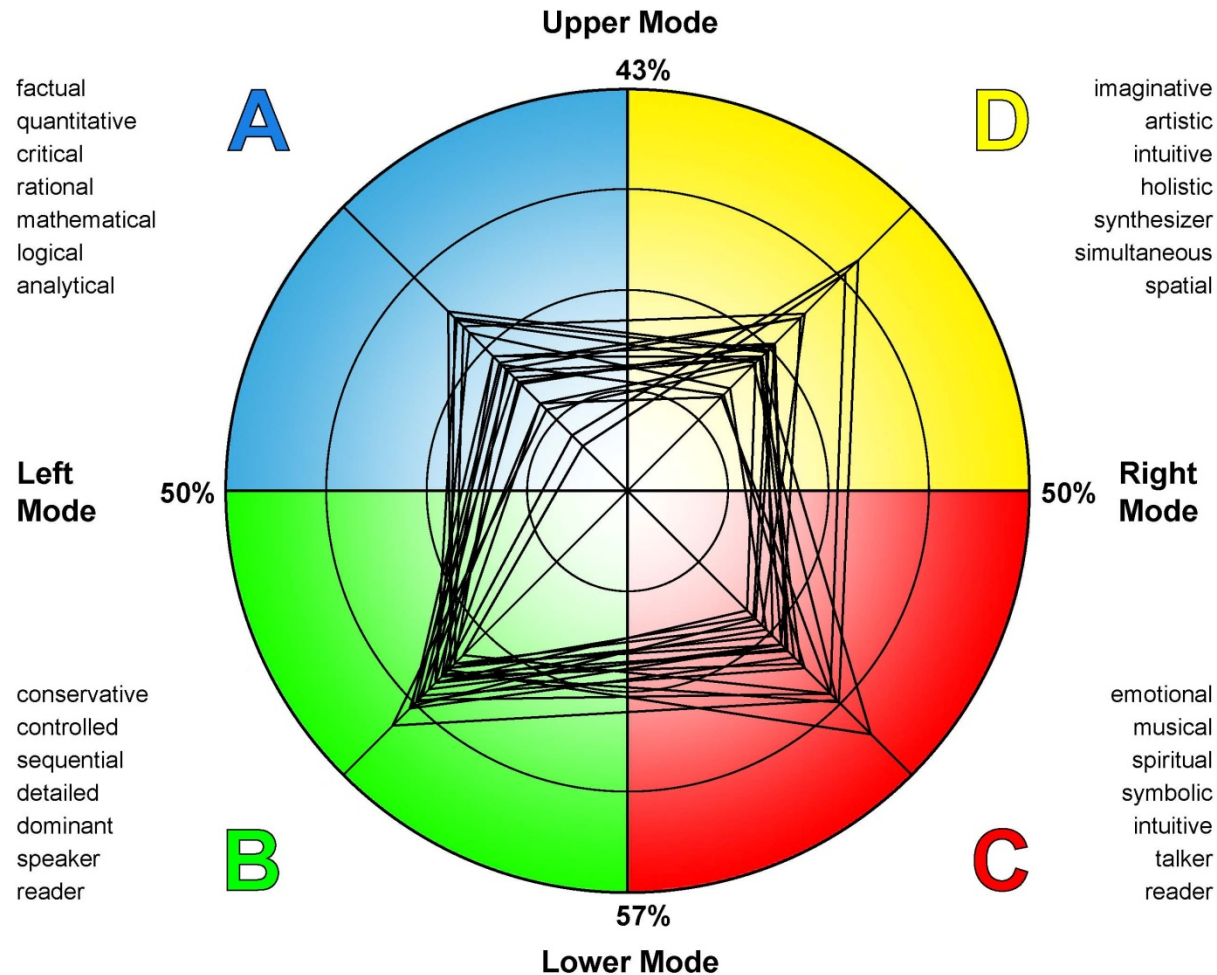 Upper Mode
43%
A
factual
quantitative
critical
rational
mathematical
logical
analytical
D
imaginative
artistic
intuitive
holistic
synthesizer
simultaneous
spatial
Left
Mode
50%
50%
Right
Mode
B
conservative
controlled
sequential
detailed
dominant
speaker
reader
C
emotional
musical
spiritual
symbolic
intuitive
talker
reader
57%
Lower Mode